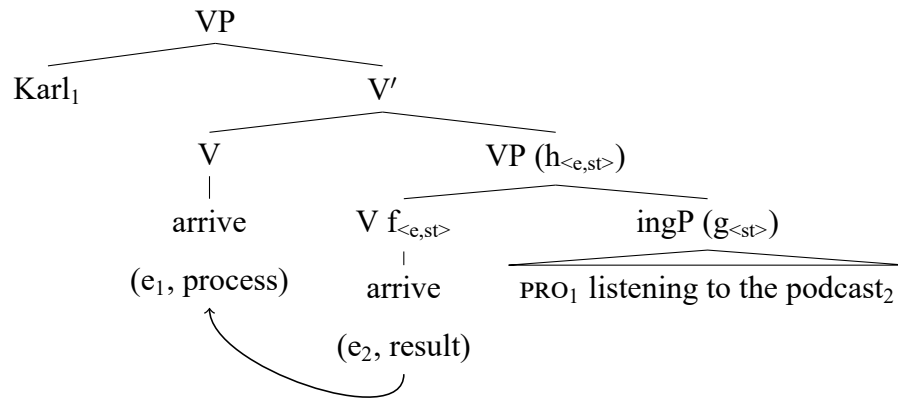 VP
Karl₁ V′
V VP (h<e,st>)
arrive V f<e,st> ingP (g<st>)
(e₁, process) arrive PRO₁ listening to the podcast₂
(e₂, result)